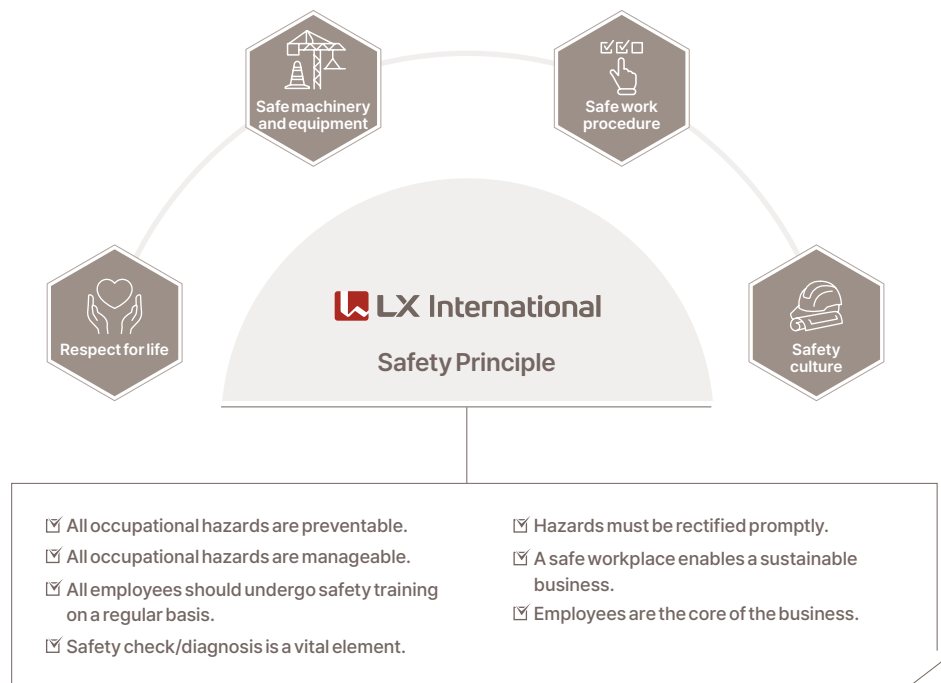 Safe machinery
and equipment
Safe work
procedure
Respect for life
Safety
culture
LX International
Safety Principle
All occupational hazards are preventable.
All occupational hazards are manageable.
All employees should undergo safety training
on a regular basis.
Safety check/diagnosis is a vital element.
Hazards must be rectified promptly.
A safe workplace enables a sustainable
business.
Employees are the core of the business.